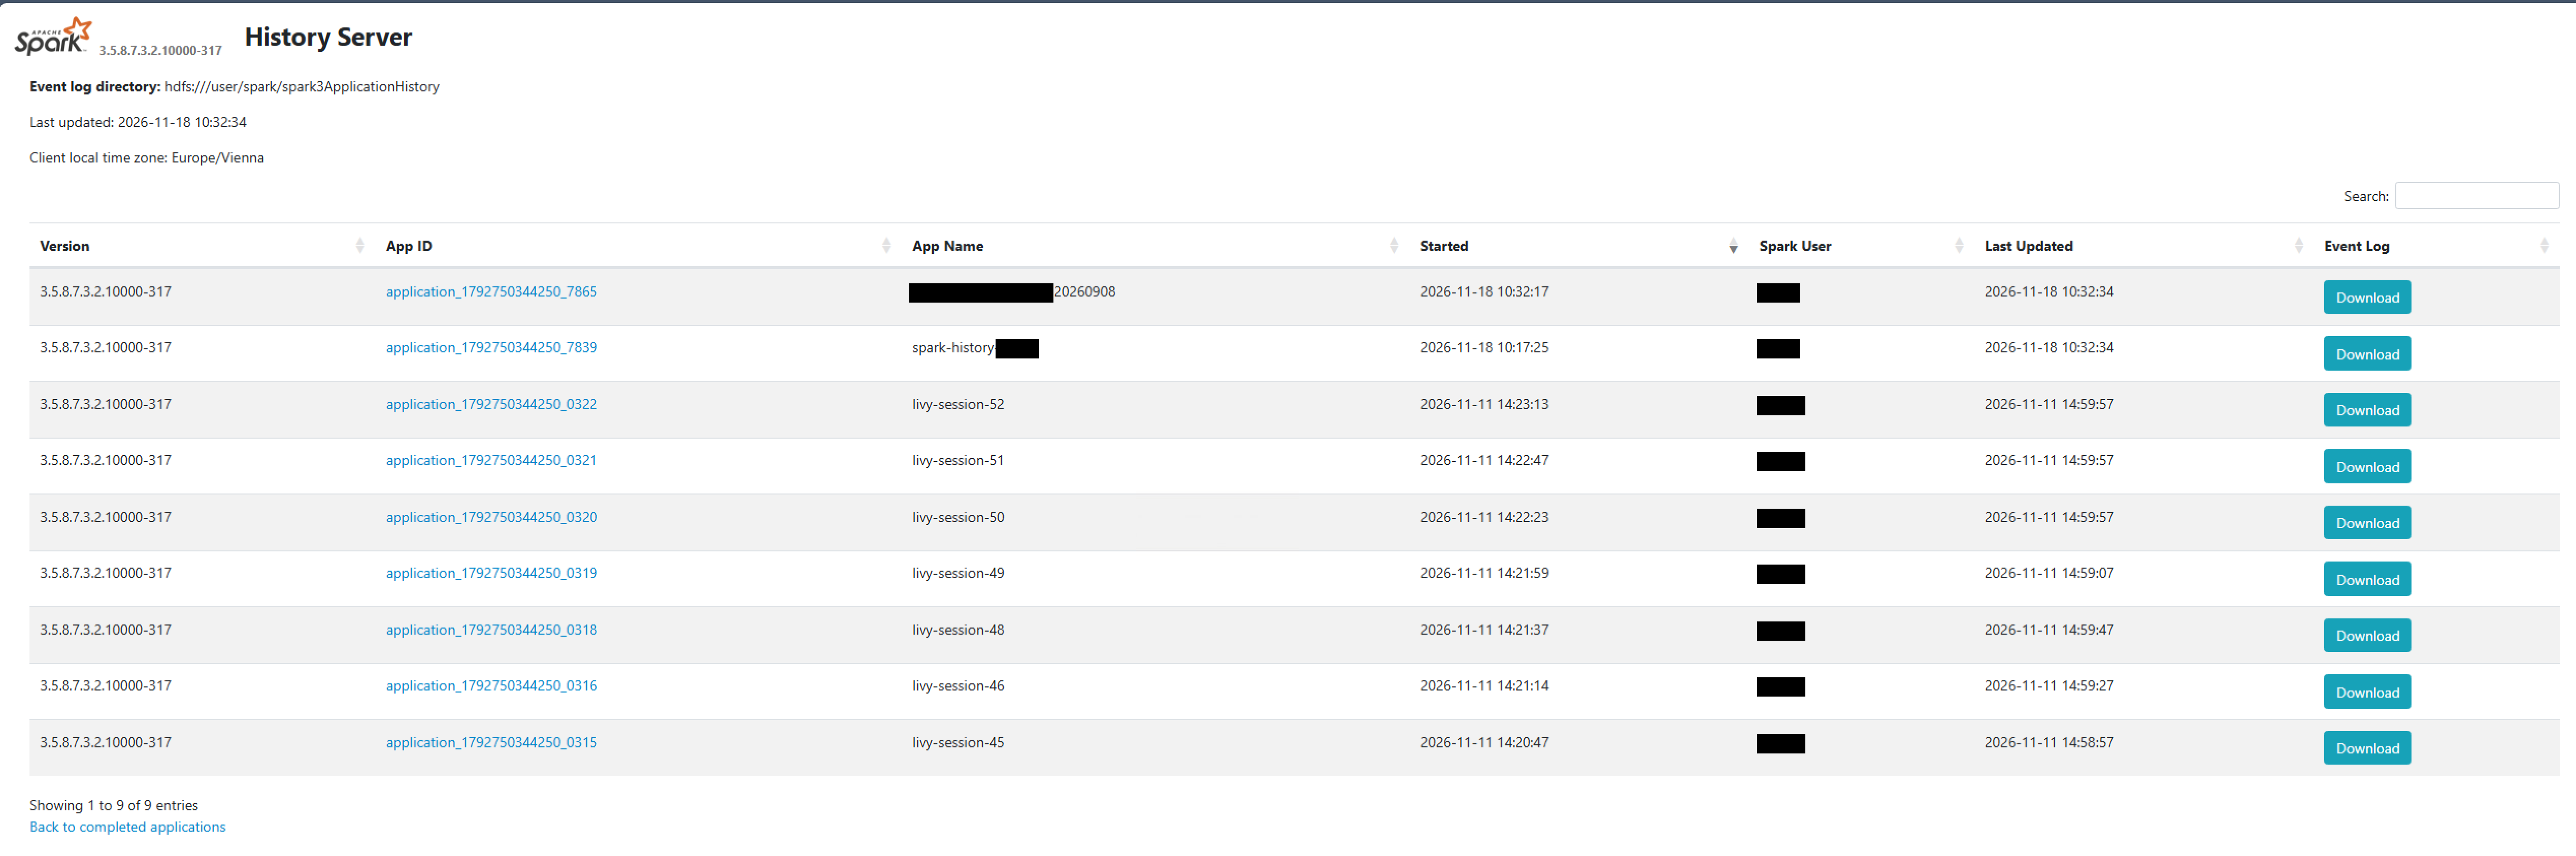 APACHE Spark 3.5.8.7.3.2.10000-317 History Server
Event log directory: hdfs:///user/spark/spark3ApplicationHistory
Last updated: 2026-11-18 10:32:34
Client local time zone: Europe/Vienna
Search:
Version App ID App Name Started Spark User Last Updated Event Log
3.5.8.7.3.2.10000-317 application_1792750344250_7865 20260908 2026-11-18 10:32:17 2026-11-18 10:32:34 Download
3.5.8.7.3.2.10000-317 application_1792750344250_7839 spark-history 2026-11-18 10:17:25 2026-11-18 10:32:34 Download
3.5.8.7.3.2.10000-317 application_1792750344250_0322 livy-session-52 2026-11-11 14:23:13 2026-11-11 14:59:57 Download
3.5.8.7.3.2.10000-317 application_1792750344250_0321 livy-session-51 2026-11-11 14:22:47 2026-11-11 14:59:57 Download
3.5.8.7.3.2.10000-317 application_1792750344250_0320 livy-session-50 2026-11-11 14:22:23 2026-11-11 14:59:57 Download
3.5.8.7.3.2.10000-317 application_1792750344250_0319 livy-session-49 2026-11-11 14:21:59 2026-11-11 14:59:07 Download
3.5.8.7.3.2.10000-317 application_1792750344250_0318 livy-session-48 2026-11-11 14:21:37 2026-11-11 14:59:47 Download
3.5.8.7.3.2.10000-317 application_1792750344250_0316 livy-session-46 2026-11-11 14:21:14 2026-11-11 14:59:27 Download
3.5.8.7.3.2.10000-317 application_1792750344250_0315 livy-session-45 2026-11-11 14:20:47 2026-11-11 14:58:57 Download
Showing 1 to 9 of 9 entries
Back to completed applications